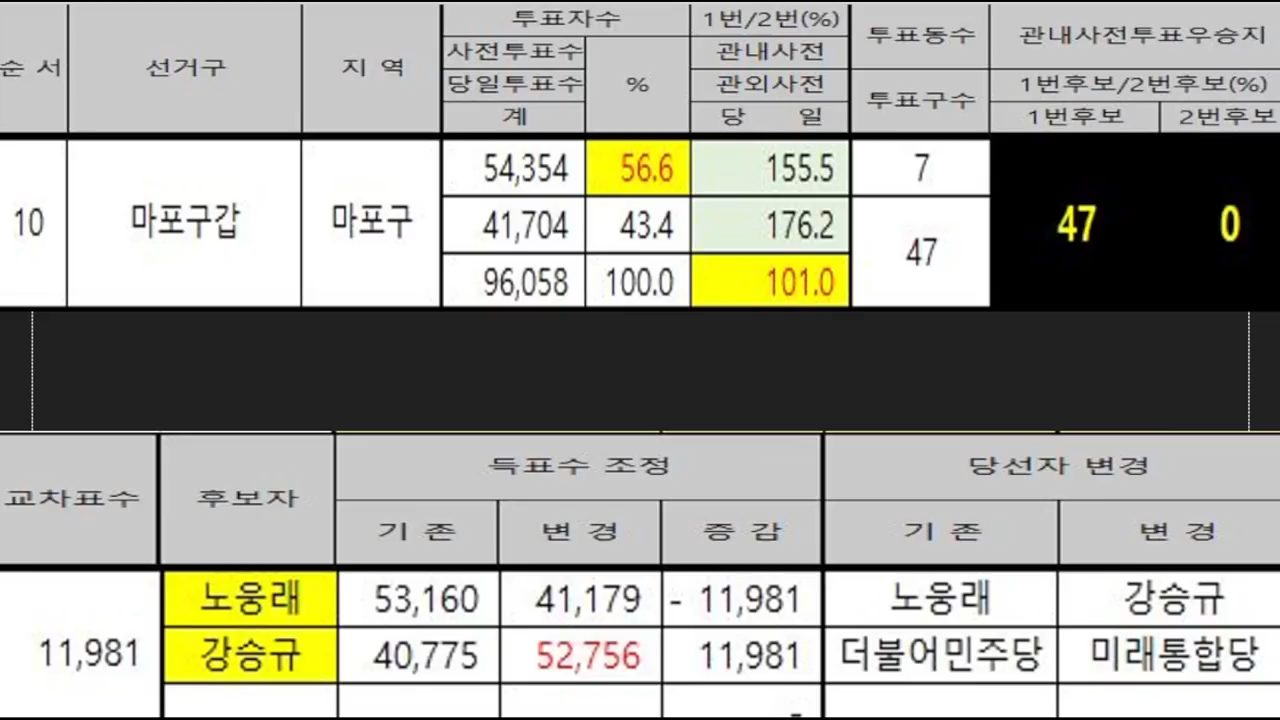 순 서 선거구 지 역 투표자수 1번/2번(%) 투표동수 관내사전투표우승지
사전투표수 % 관내사전
당일투표수 관외사전 투표구수 1번후보/2번후보(%)
계 당 일 1번후보 2번후보
10 마포구갑 마포구 54,354 56.6 155.5 7 47 0
41,704 43.4 176.2 47
96,058 100.0 101.0
교차표수 후보자 득표수 조정 당선자 변경
기 존 변 경 증 감 기 존 변 경
11,981 노웅래 53,160 41,179 - 11,981 노웅래 강승규
강승규 40,775 52,756 11,981 더불어민주당 미래통합당
-